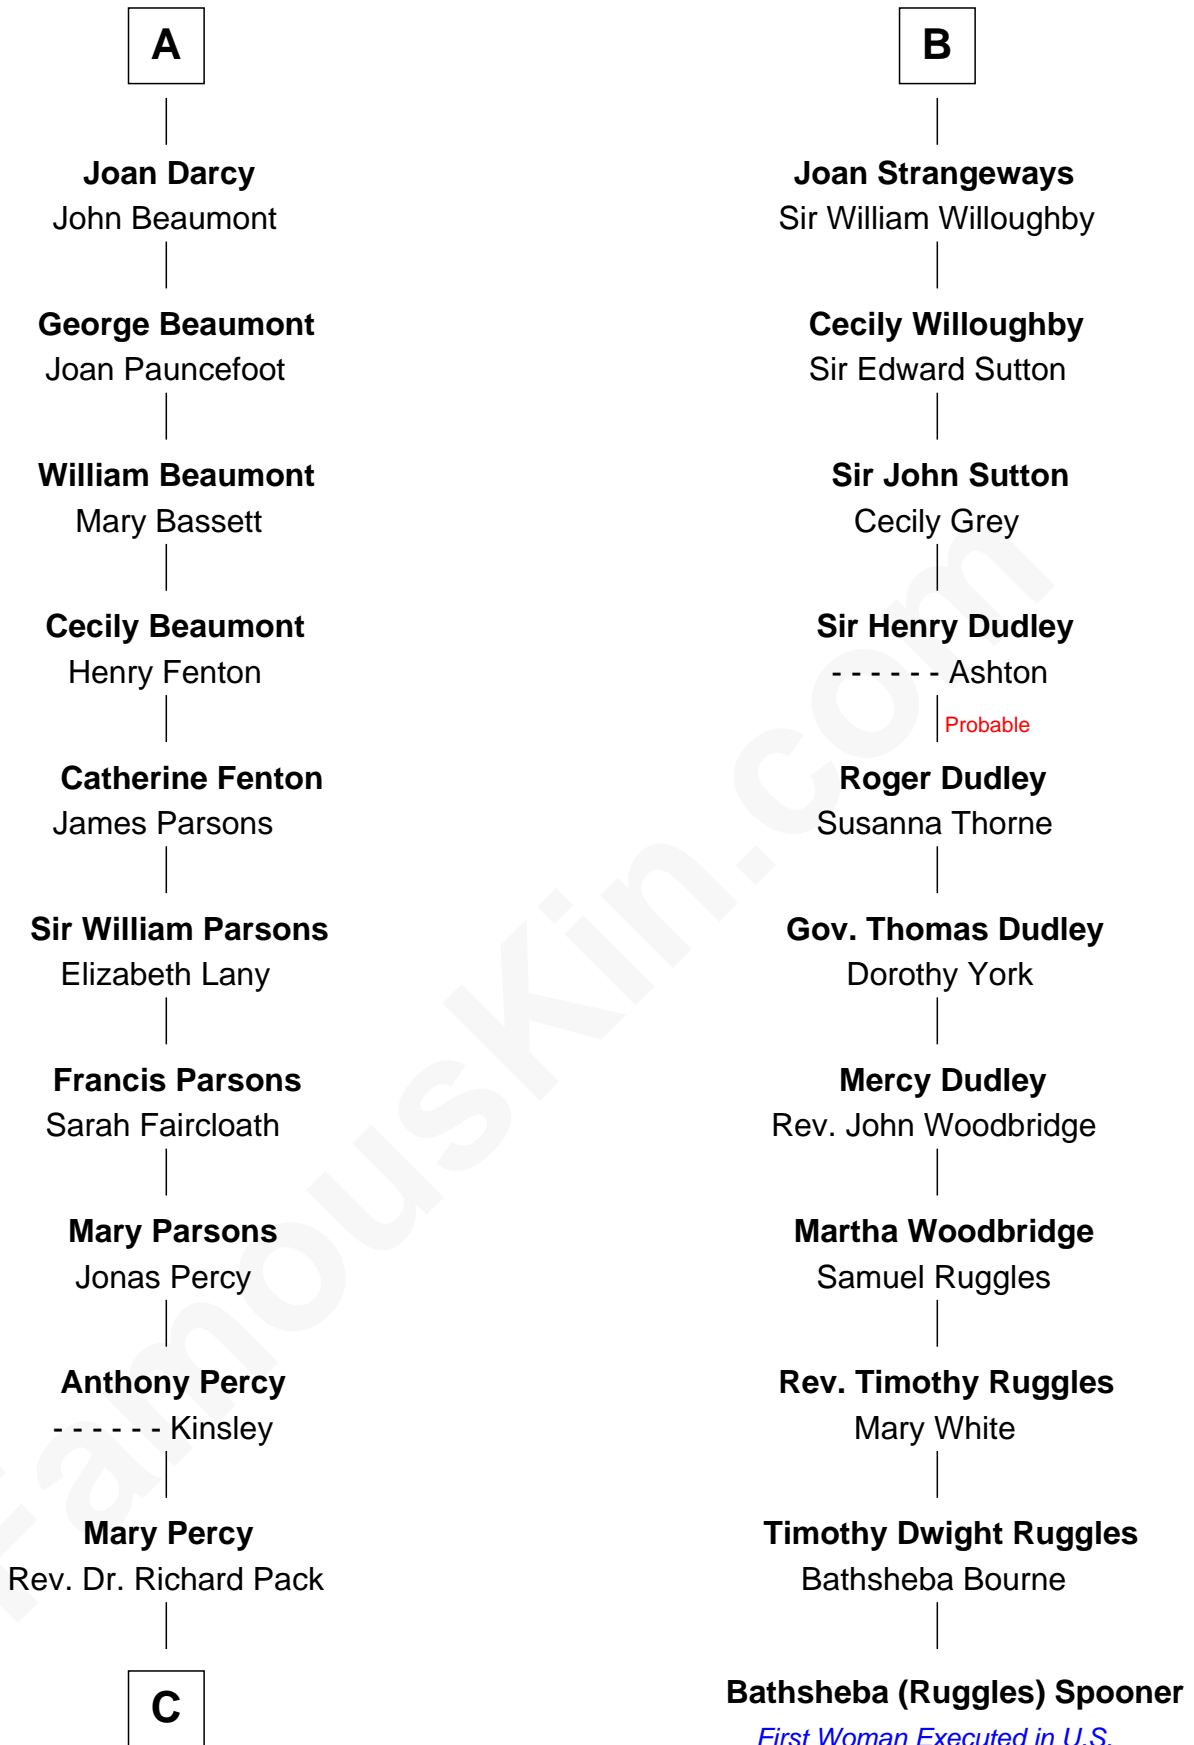 A
Joan Darcy
John Beaumont
George Beaumont
Joan Pauncefoot
William Beaumont
Mary Bassett
Cecily Beaumont
Henry Fenton
Catherine Fenton
James Parsons
Sir William Parsons
Elizabeth Lany
Francis Parsons
Sarah Faircloath
Mary Parsons
Jonas Percy
Anthony Percy
- - - - - - Kinsley
Mary Percy
Rev. Dr. Richard Pack
C
B
Joan Strangeways
Sir William Willoughby
Cecily Willoughby
Sir Edward Sutton
Sir John Sutton
Cecily Grey
Sir Henry Dudley
- - - - - - Ashton
Probable
Roger Dudley
Susanna Thorne
Gov. Thomas Dudley
Dorothy York
Mercy Dudley
Rev. John Woodbridge
Martha Woodbridge
Samuel Ruggles
Rev. Timothy Ruggles
Mary White
Timothy Dwight Ruggles
Bathsheba Bourne
Bathsheba (Ruggles) Spooner
First Woman Executed in U.S.
FamousKin.com